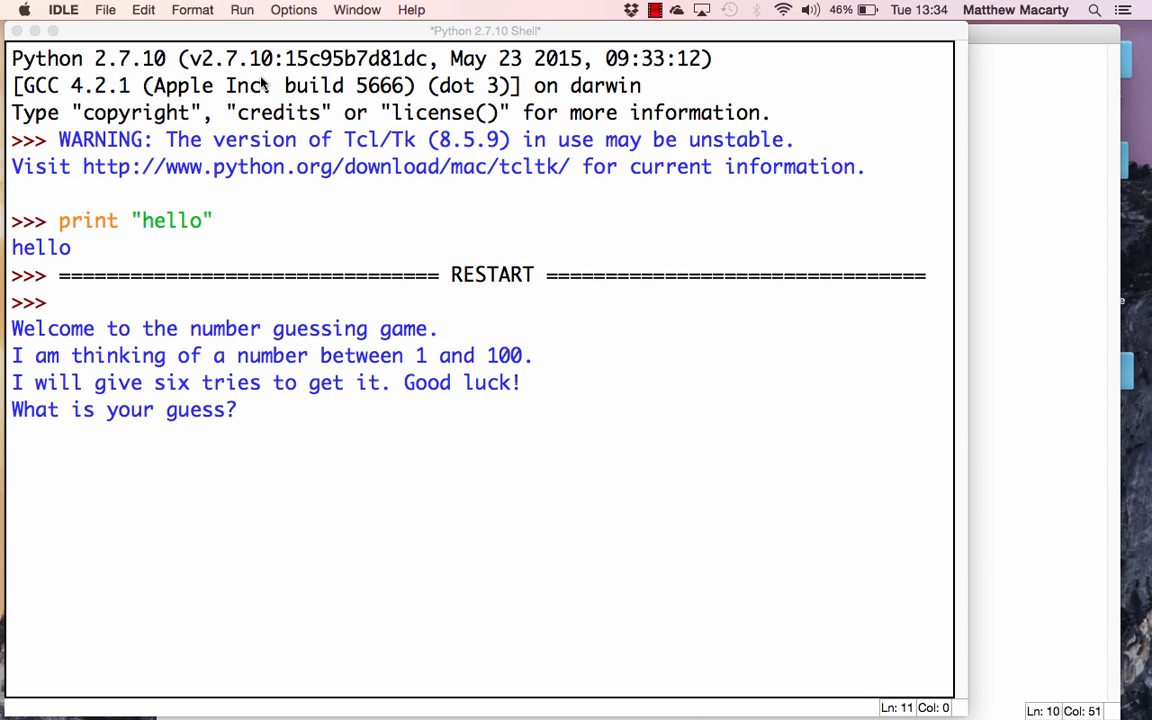 IDLE File Edit Format Run Options Window Help 46% Tue 13:34 Matthew Macarty
*Python 2.7.10 Shell*
Python 2.7.10 (v2.7.10:15c95b7d81dc, May 23 2015, 09:33:12)
[GCC 4.2.1 (Apple Inc. build 5666) (dot 3)] on darwin
Type "copyright", "credits" or "license()" for more information.
>>> WARNING: The version of Tcl/Tk (8.5.9) in use may be unstable.
Visit http://www.python.org/download/mac/tcltk/ for current information.
>>> print "hello"
hello
>>> ================================ RESTART ================================
>>>
Welcome to the number guessing game.
I am thinking of a number between 1 and 100.
I will give six tries to get it. Good luck!
What is your guess?
Ln: 11 Col: 0
Ln: 10 Col: 51